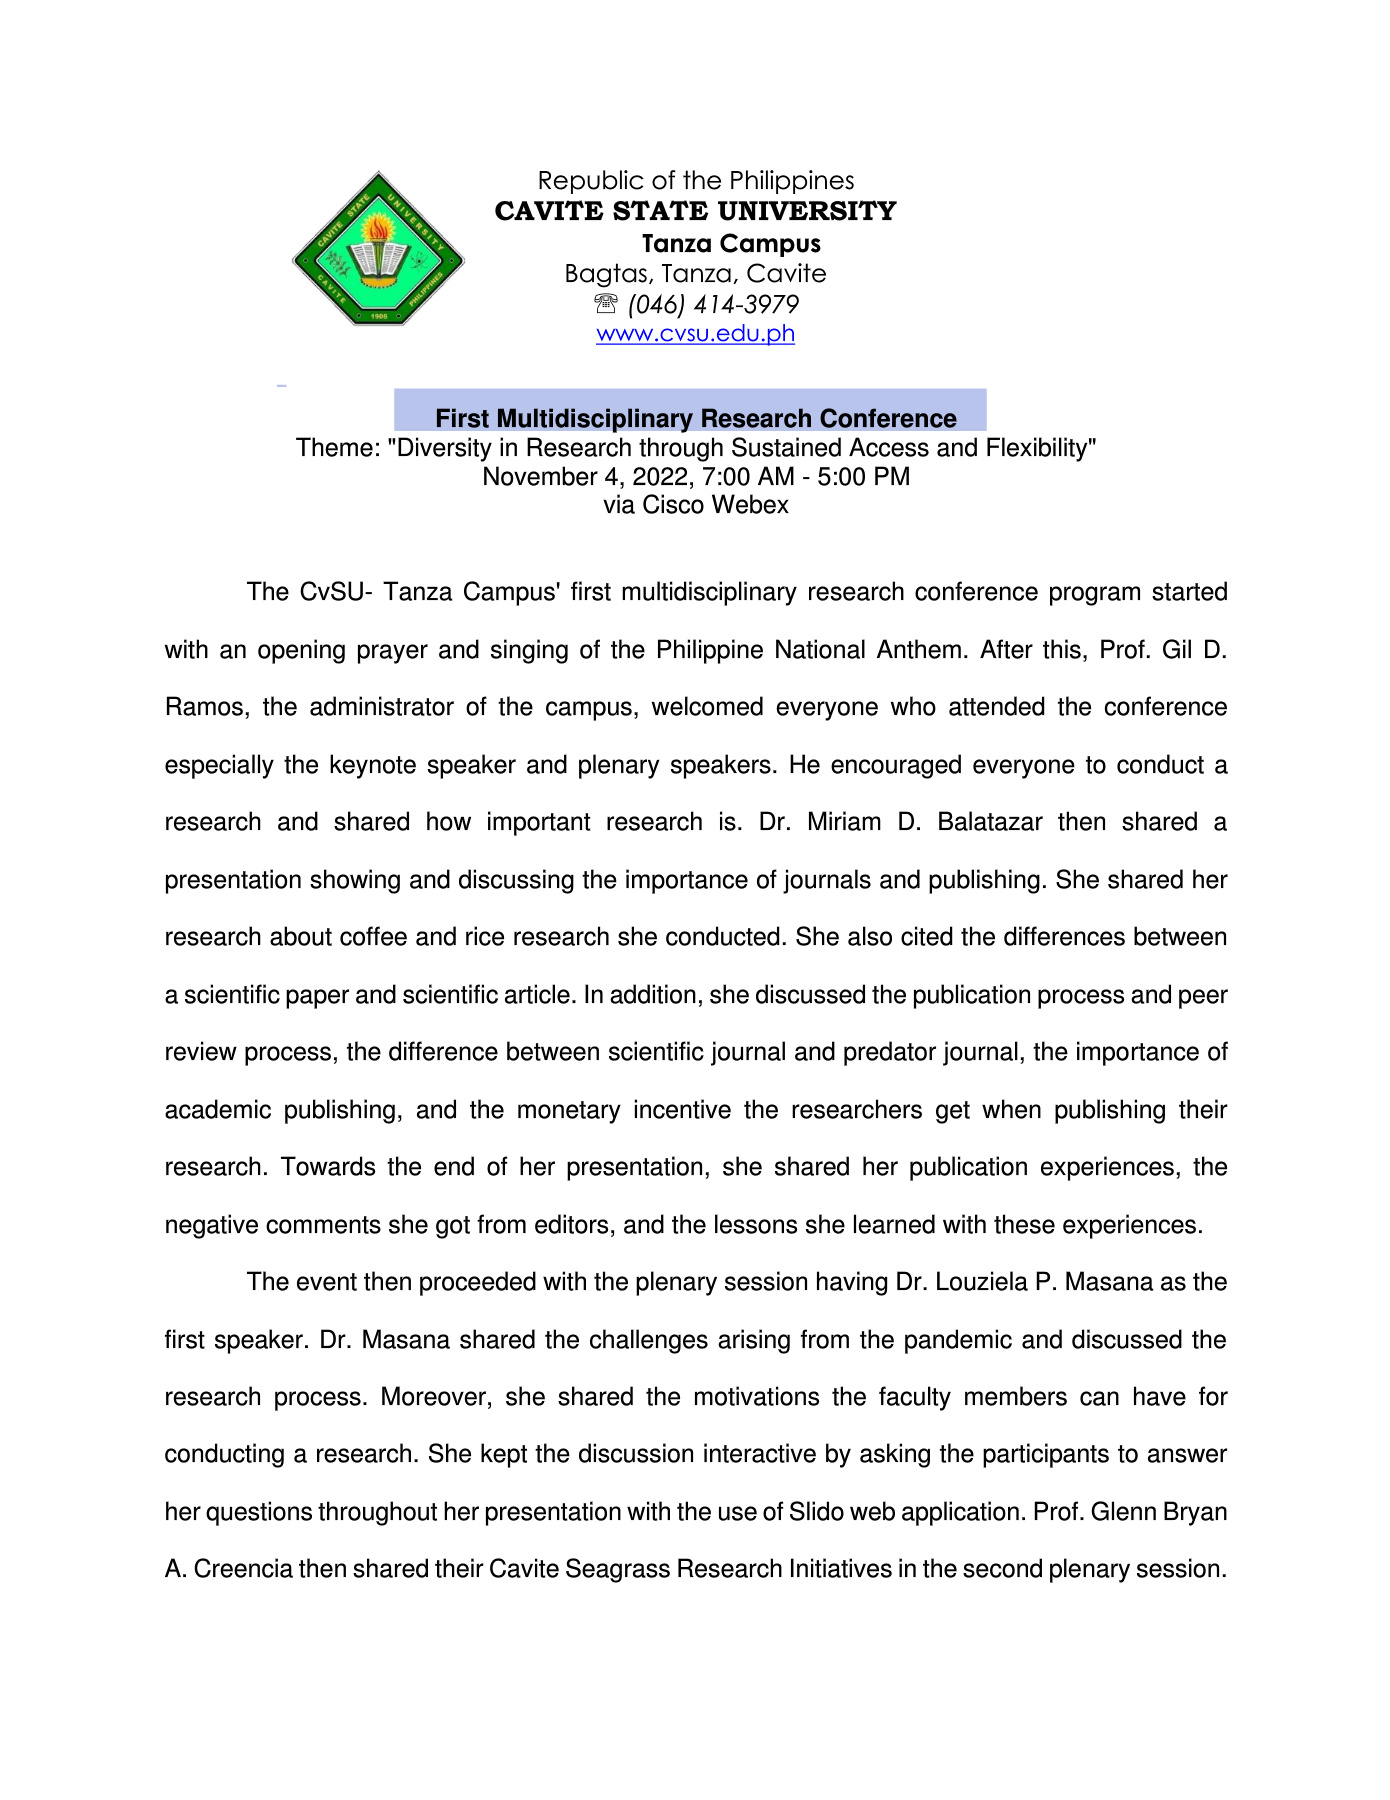 Republic of the Philippines
CAVITE STATE UNIVERSITY
Tanza Campus
Bagtas, Tanza, Cavite
☏ (046) 414-3979
www.cvsu.edu.ph
CAVITE STATE UNIVERSITY
CAVITE PHILIPPINES
1906
First Multidisciplinary Research Conference
Theme: "Diversity in Research through Sustained Access and Flexibility"
November 4, 2022, 7:00 AM - 5:00 PM
via Cisco Webex
The CvSU- Tanza Campus' first multidisciplinary research conference program started
with an opening prayer and singing of the Philippine National Anthem. After this, Prof. Gil D.
Ramos, the administrator of the campus, welcomed everyone who attended the conference
especially the keynote speaker and plenary speakers. He encouraged everyone to conduct a
research and shared how important research is. Dr. Miriam D. Balatazar then shared a
presentation showing and discussing the importance of journals and publishing. She shared her
research about coffee and rice research she conducted. She also cited the differences between
a scientific paper and scientific article. In addition, she discussed the publication process and peer
review process, the difference between scientific journal and predator journal, the importance of
academic publishing, and the monetary incentive the researchers get when publishing their
research. Towards the end of her presentation, she shared her publication experiences, the
negative comments she got from editors, and the lessons she learned with these experiences.
The event then proceeded with the plenary session having Dr. Louziela P. Masana as the
first speaker. Dr. Masana shared the challenges arising from the pandemic and discussed the
research process. Moreover, she shared the motivations the faculty members can have for
conducting a research. She kept the discussion interactive by asking the participants to answer
her questions throughout her presentation with the use of Slido web application. Prof. Glenn Bryan
A. Creencia then shared their Cavite Seagrass Research Initiatives in the second plenary session.